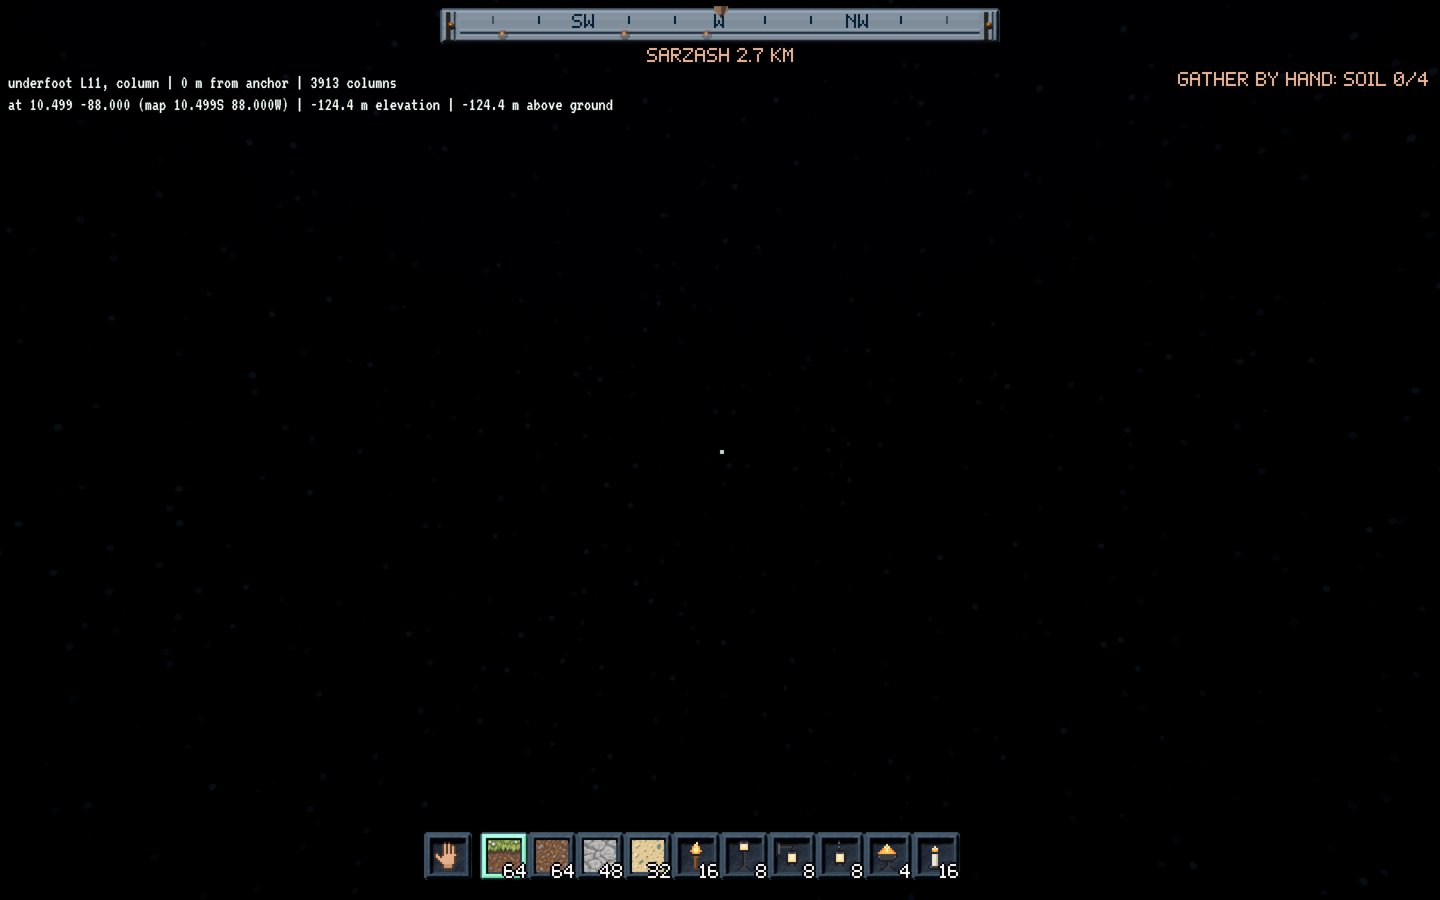 SW W NW
SARZASH 2.7 KM
underfoot L11, column | 0 m from anchor | 3913 columns
GATHER BY HAND: SOIL 0/4
at 10.499 -88.000 (map 10.499S 88.000W) | -124.4 m elevation | -124.4 m above ground
64 64 48 32 16 8 8 8 4 16